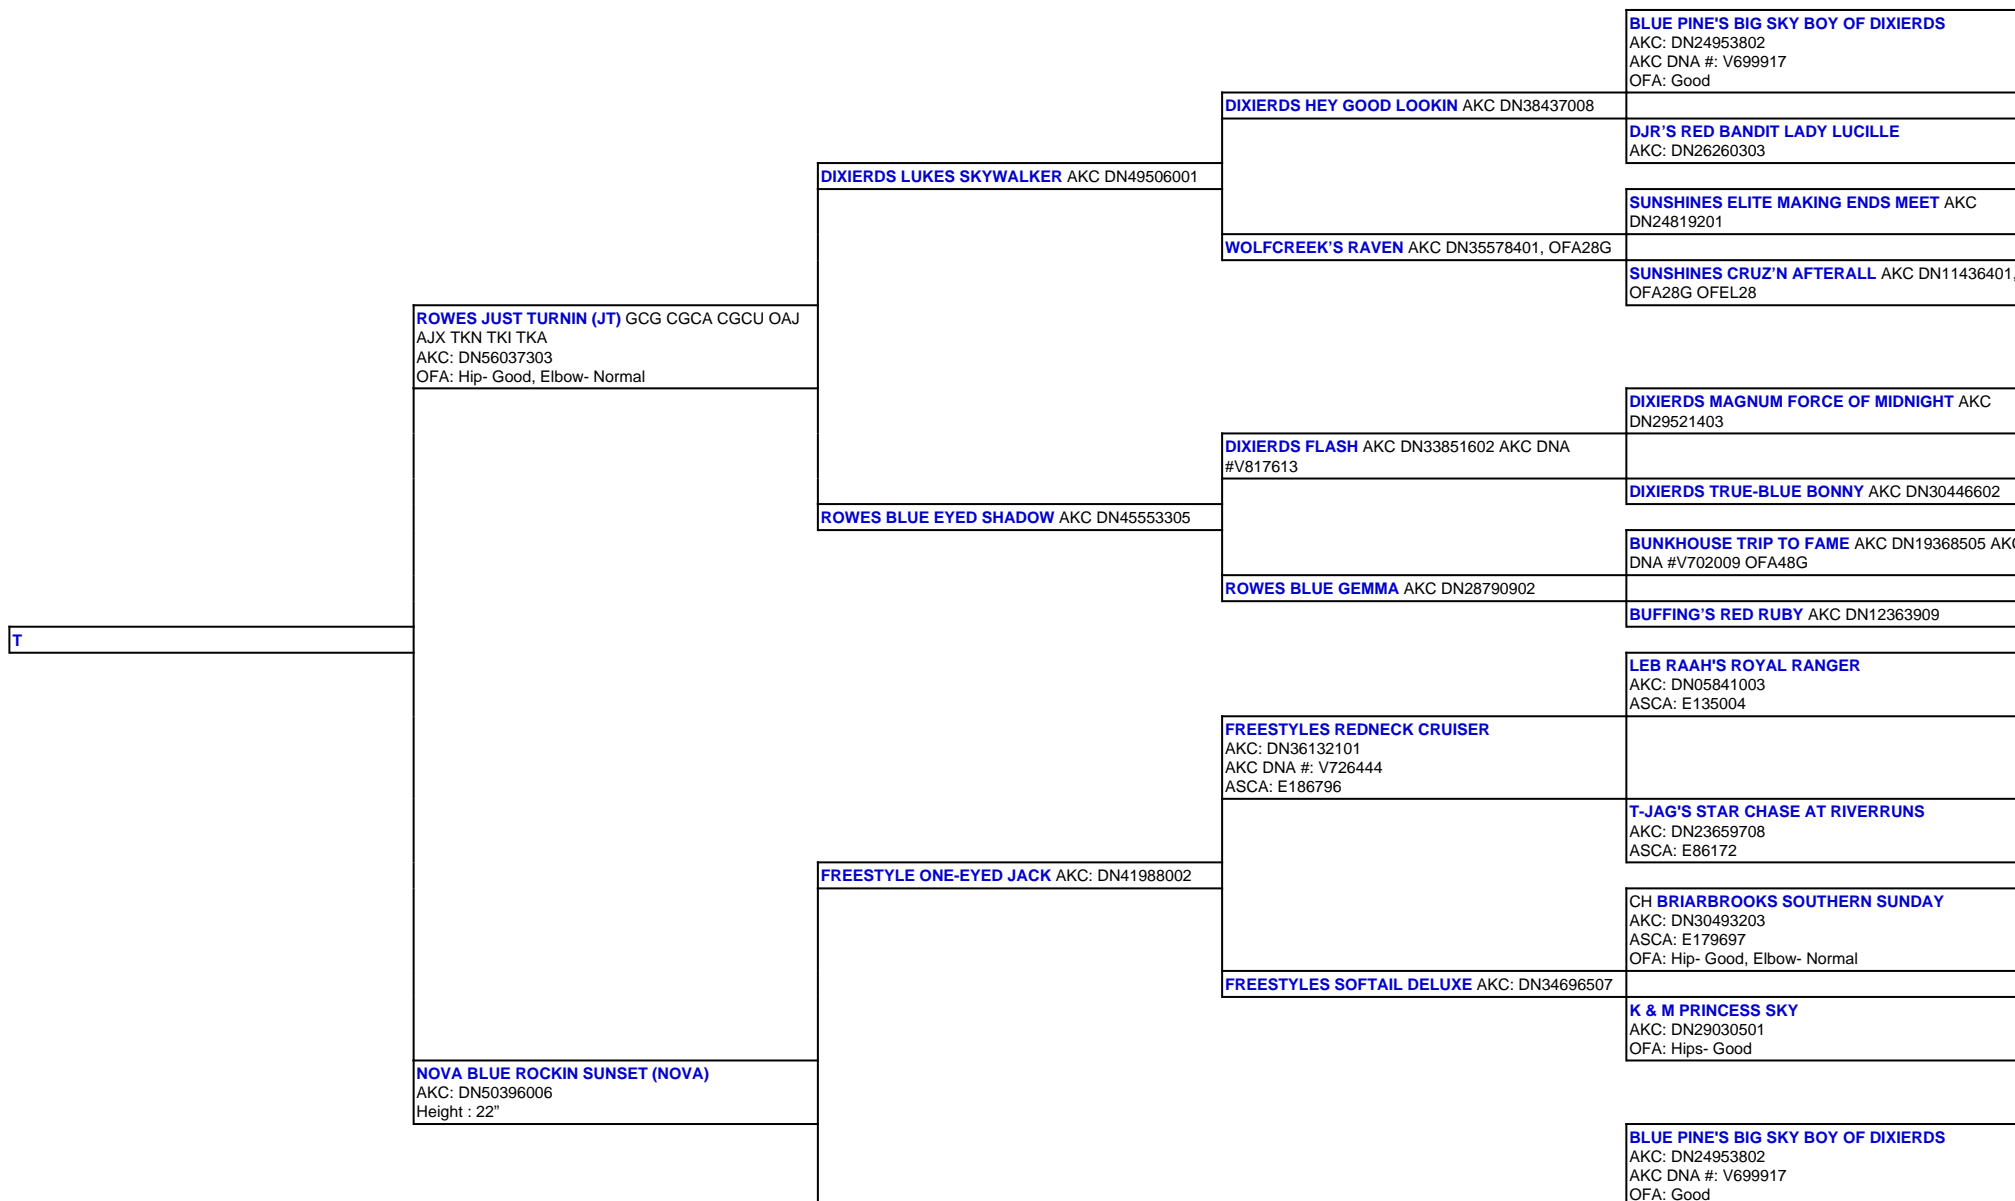 BLUE PINE'S BIG SKY BOY OF DIXIERDS
AKC: DN24953802
AKC DNA #: V699917
OFA: Good
DIXIERDS HEY GOOD LOOKIN AKC DN38437008
DJR'S RED BANDIT LADY LUCILLE
AKC: DN26260303
DIXIERDS LUKES SKYWALKER AKC DN49506001
SUNSHINES ELITE MAKING ENDS MEET AKC
DN24819201
WOLFCREEK’S RAVEN AKC DN35578401, OFA28G
SUNSHINES CRUZ’N AFTERALL AKC DN11436401,
OFA28G OFEL28
ROWES JUST TURNIN (JT) GCG CGCA CGCU OAJ
AJX TKN TKI TKA
AKC: DN56037303
OFA: Hip- Good, Elbow- Normal
DIXIERDS MAGNUM FORCE OF MIDNIGHT AKC
DN29521403
DIXIERDS FLASH AKC DN33851602 AKC DNA
#V817613
DIXIERDS TRUE-BLUE BONNY AKC DN30446602
ROWES BLUE EYED SHADOW AKC DN45553305
BUNKHOUSE TRIP TO FAME AKC DN19368505 AKC
DNA #V702009 OFA48G
ROWES BLUE GEMMA AKC DN28790902
BUFFING’S RED RUBY AKC DN12363909
T
LEB RAAH'S ROYAL RANGER
AKC: DN05841003
ASCA: E135004
FREESTYLES REDNECK CRUISER
AKC: DN36132101
AKC DNA #: V726444
ASCA: E186796
T-JAG'S STAR CHASE AT RIVERRUNS
AKC: DN23659708
ASCA: E86172
FREESTYLE ONE-EYED JACK AKC: DN41988002
CH BRIARBROOKS SOUTHERN SUNDAY
AKC: DN30493203
ASCA: E179697
OFA: Hip- Good, Elbow- Normal
FREESTYLES SOFTAIL DELUXE AKC: DN34696507
K & M PRINCESS SKY
AKC: DN29030501
OFA: Hips- Good
NOVA BLUE ROCKIN SUNSET (NOVA)
AKC: DN50396006
Height : 22”
BLUE PINE'S BIG SKY BOY OF DIXIERDS
AKC: DN24953802
AKC DNA #: V699917
OFA: Good